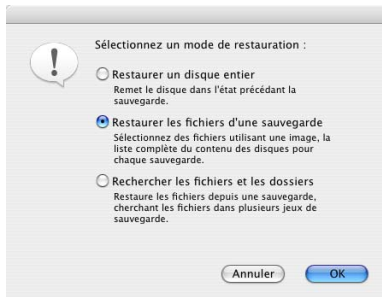 Sélectionnez un mode de restauration :
Restaurer un disque entier
Remet le disque dans l'état précédant la
sauvegarde.
Restaurer les fichiers d'une sauvegarde
Sélectionnez des fichiers utilisant une image, la
liste complète du contenu des disques pour
chaque sauvegarde.
Rechercher les fichiers et les dossiers
Restaure les fichiers depuis une sauvegarde,
cherchant les fichiers dans plusieurs jeux de
sauvegarde.
Annuler
OK